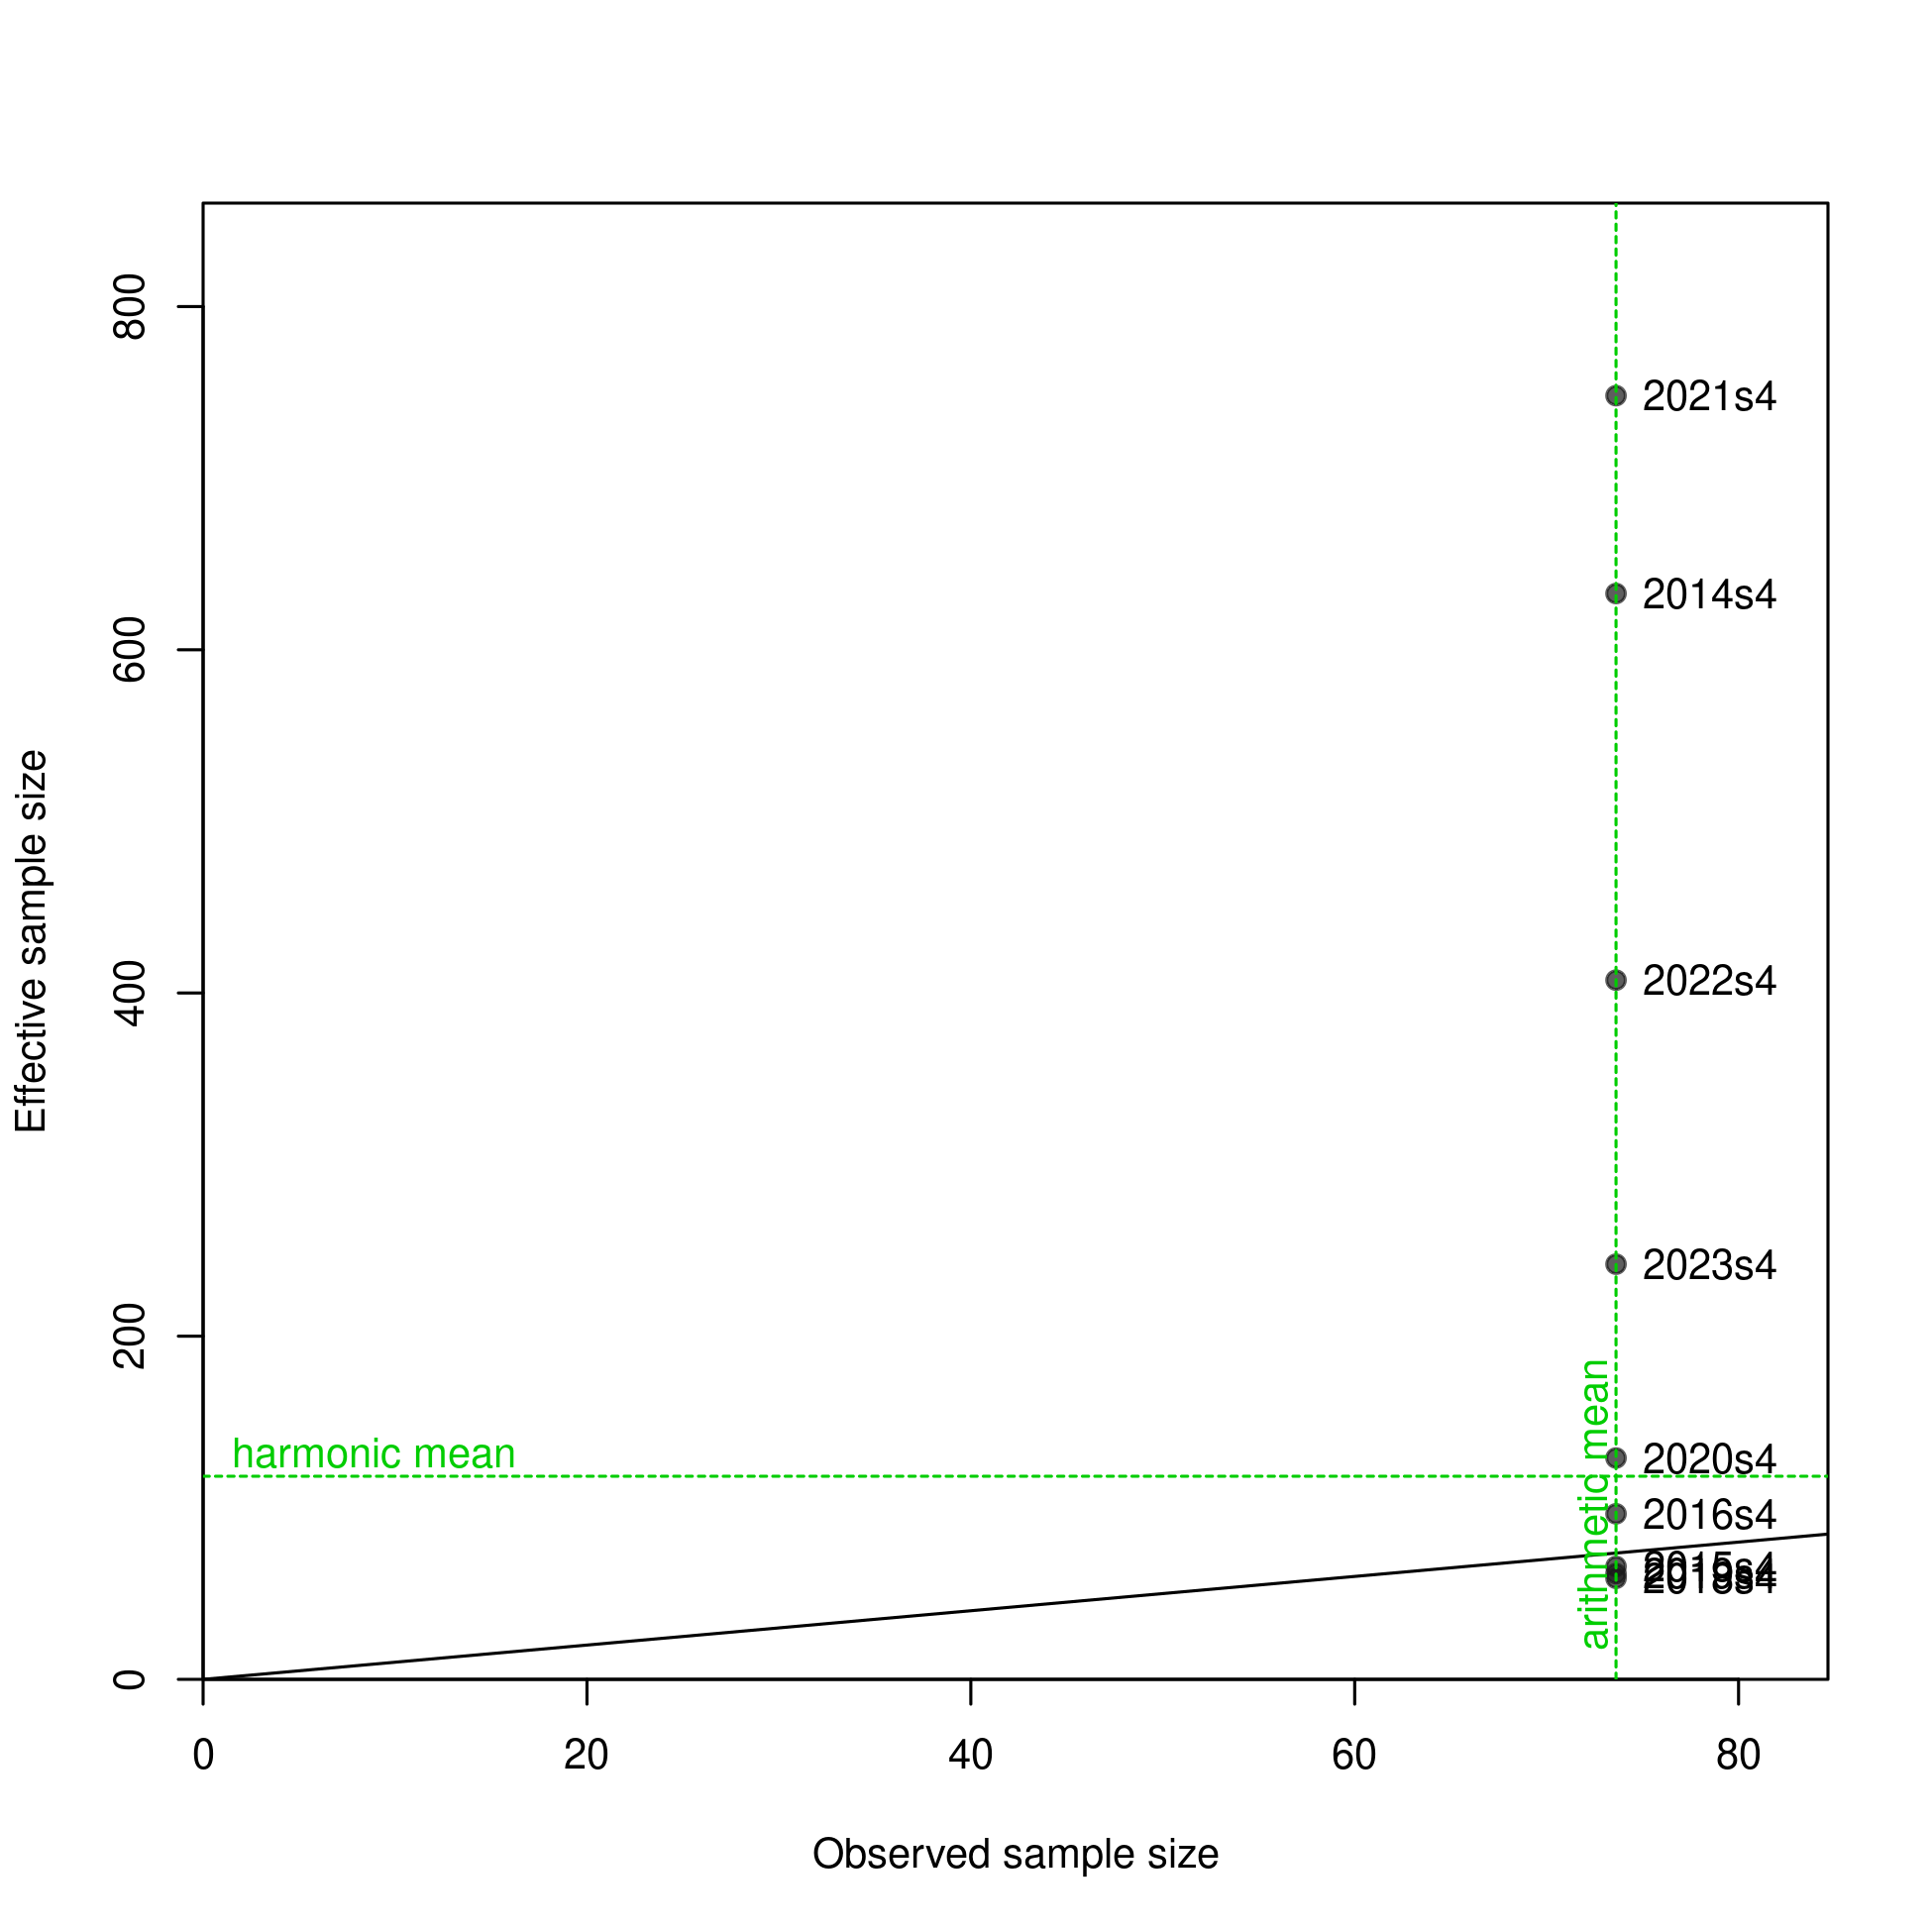 800
600
400
200
0
Effective sample size
2021s4
2014s4
2022s4
2023s4
2020s4
2016s4
harmonic mean
arithmetic mean
0 20 40 60 80
Observed sample size